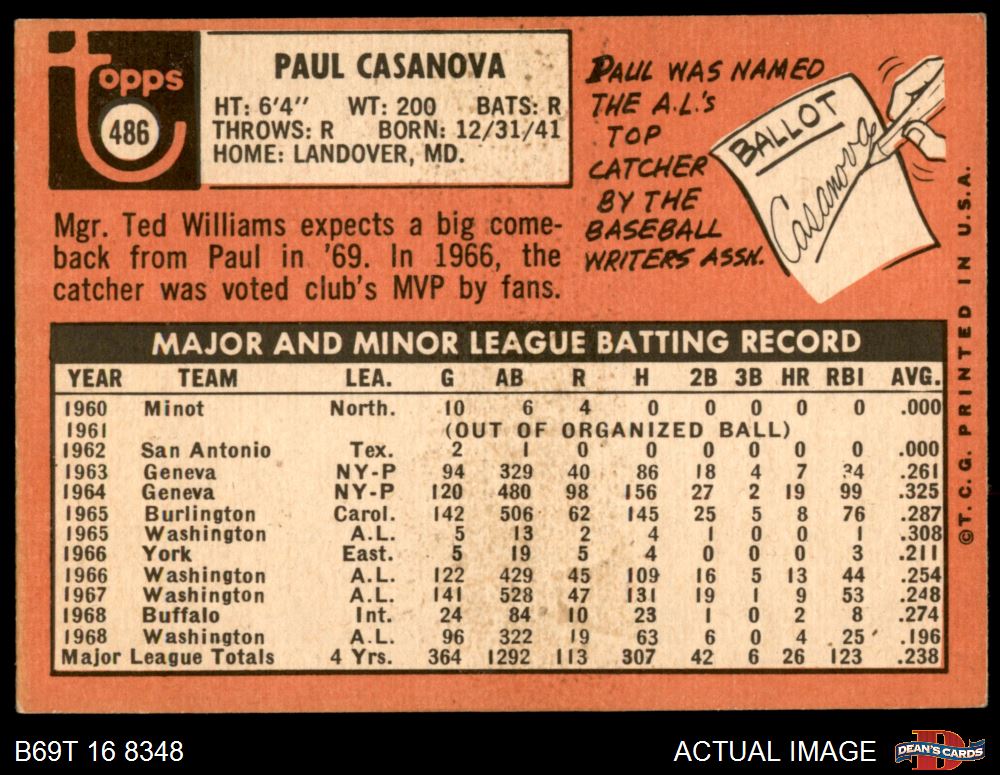 Topps
486
PAUL CASANOVA
HT: 6'4" WT: 200 BATS: R
THROWS: R BORN: 12/31/41
HOME: LANDOVER, MD.
PAUL WAS NAMED
THE A.L.'s
TOP
CATCHER
BY THE
BASEBALL
WRITERS ASSN.
BALLOT
Casanova
Mgr. Ted Williams expects a big come-
back from Paul in '69. In 1966, the
catcher was voted club's MVP by fans.
MAJOR AND MINOR LEAGUE BATTING RECORD
YEAR TEAM LEA. G AB R H 2B 3B HR RBI AVG.
1960 Minot North. 10 6 4 0 0 0 0 0 .000
1961 (OUT OF ORGANIZED BALL)
1962 San Antonio Tex. 2 1 0 0 0 0 0 0 .000
1963 Geneva NY-P 94 329 40 86 18 4 7 34 .261
1964 Geneva NY-P 120 480 98 156 27 2 19 99 .325
1965 Burlington Carol. 142 506 62 145 25 5 8 76 .287
1965 Washington A.L. 5 13 2 4 1 0 0 1 .308
1966 York East. 5 19 5 4 0 0 0 3 .211
1966 Washington A.L. 122 429 45 109 16 5 13 44 .254
1967 Washington A.L. 141 528 47 131 19 1 9 53 .248
1968 Buffalo Int. 24 84 10 23 1 0 2 8 .274
1968 Washington A.L. 96 322 19 63 6 0 4 25 .196
Major League Totals 4 Yrs. 364 1292 113 307 42 6 26 123 .238
©T.C.G. PRINTED IN U.S.A.
B69T 16 8348
ACTUAL IMAGE
D
DEAN'S CARDS